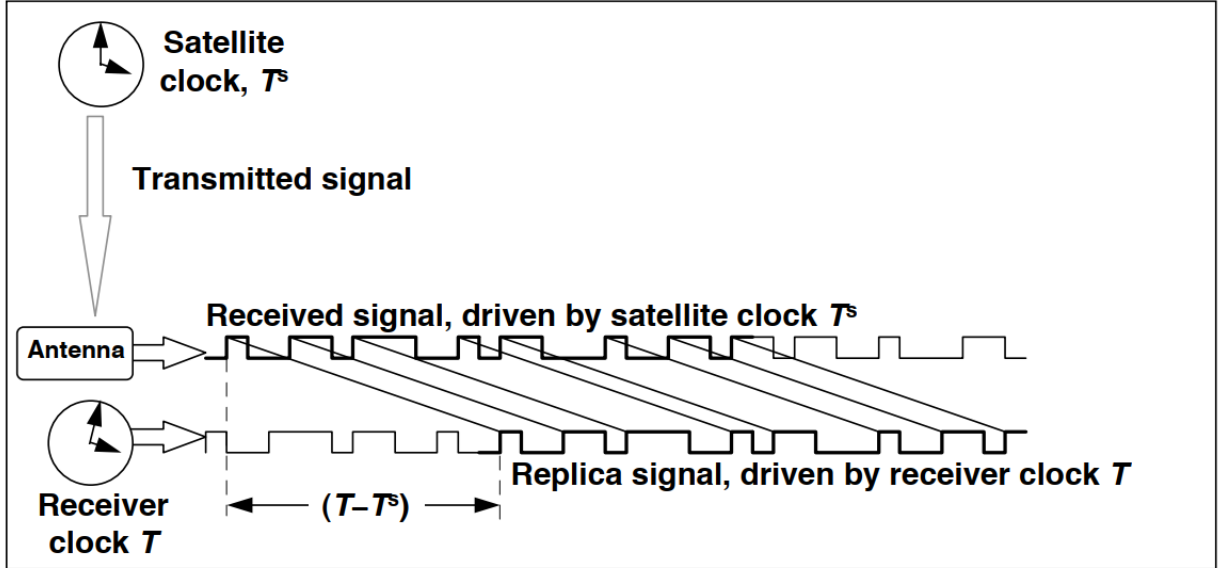 Satellite
clock, Tˢ
Transmitted signal
Received signal, driven by satellite clock Tˢ
Antenna
Replica signal, driven by receiver clock T
(T–Tˢ)
Receiver
clock T